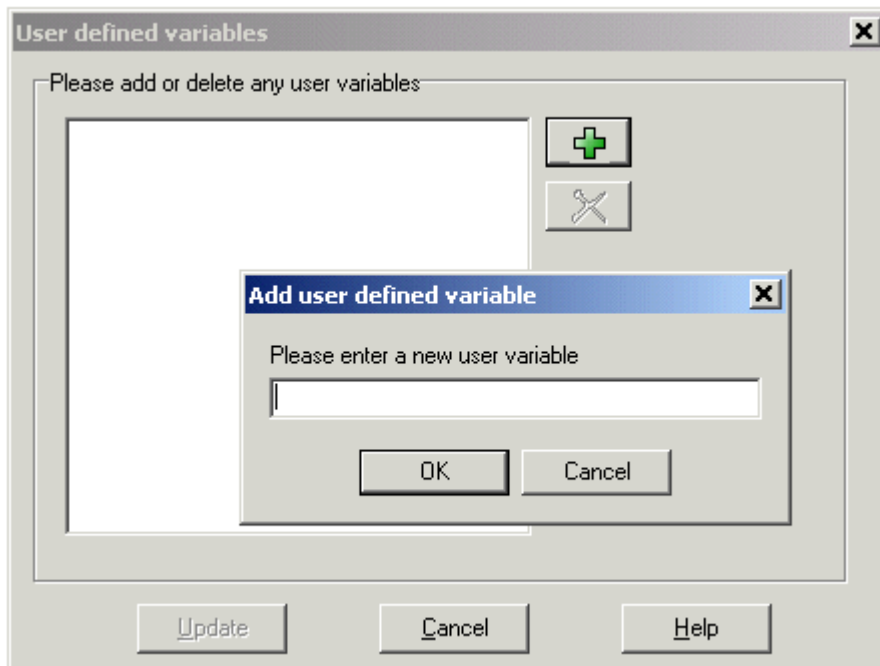 User defined variables
Please add or delete any user variables
Add user defined variable
Please enter a new user variable
OK
Cancel
Update
Cancel
Help